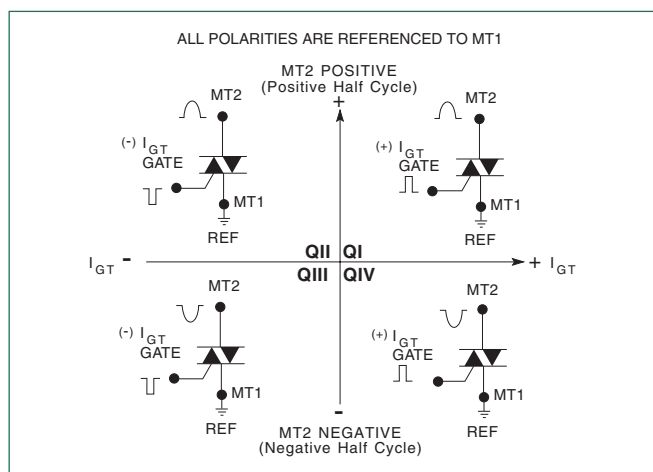 ALL POLARITIES ARE REFERENCED TO MT1
MT2 POSITIVE
(Positive Half Cycle)
+
MT2
(-) I GT
GATE
MT1
REF
MT2
(+) I GT
GATE
MT1
REF
I GT -
QII QI
QIII QIV
+ I GT
MT2
(-) I GT
GATE
MT1
REF
MT2
(+) I GT
GATE
MT1
REF
-
MT2 NEGATIVE
(Negative Half Cycle)